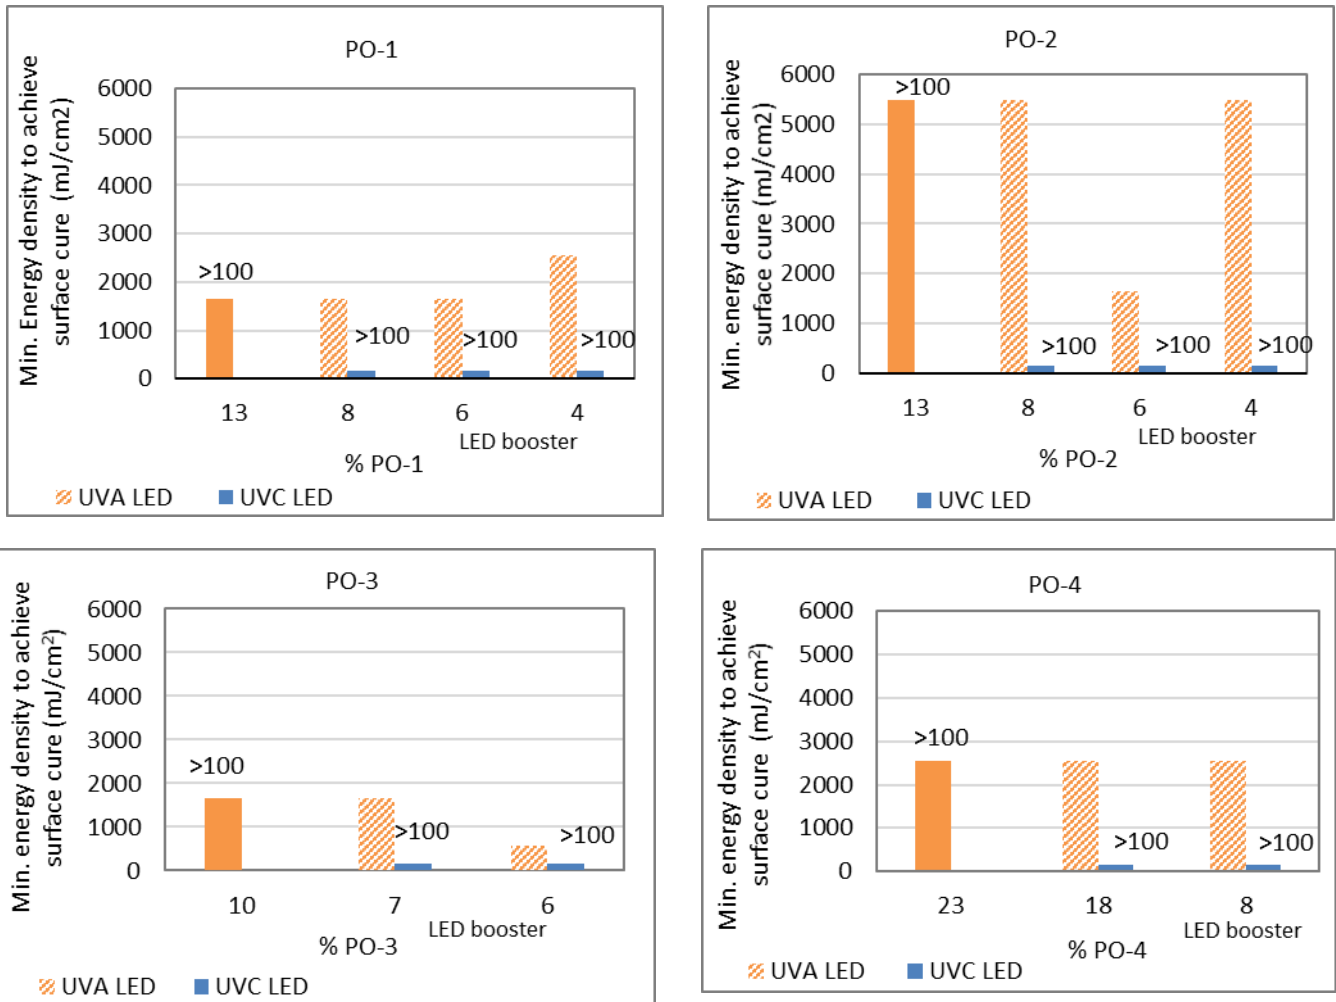 PO-1
Min. Energy density to achieve
surface cure (mJ/cm2)
6000
5000
4000
3000
2000
1000
0
>100
>100
>100
>100
13
8
6
4
LED booster
% PO-1
UVA LED
UVC LED
PO-2
Min. energy density to achieve
surface cure (mJ/cm2)
6000
5000
4000
3000
2000
1000
0
>100
>100
>100
>100
13
8
6
4
LED booster
% PO-2
UVA LED
UVC LED
PO-3
Min. energy density to achieve
surface cure (mJ/cm²)
6000
5000
4000
3000
2000
1000
0
>100
>100
>100
10
7
6
LED booster
% PO-3
UVA LED
UVC LED
PO-4
Min. energy density to achieve
surface cure (mJ/cm²)
6000
5000
4000
3000
2000
1000
0
>100
>100
>100
23
18
8
LED booster
% PO-4
UVA LED
UVC LED